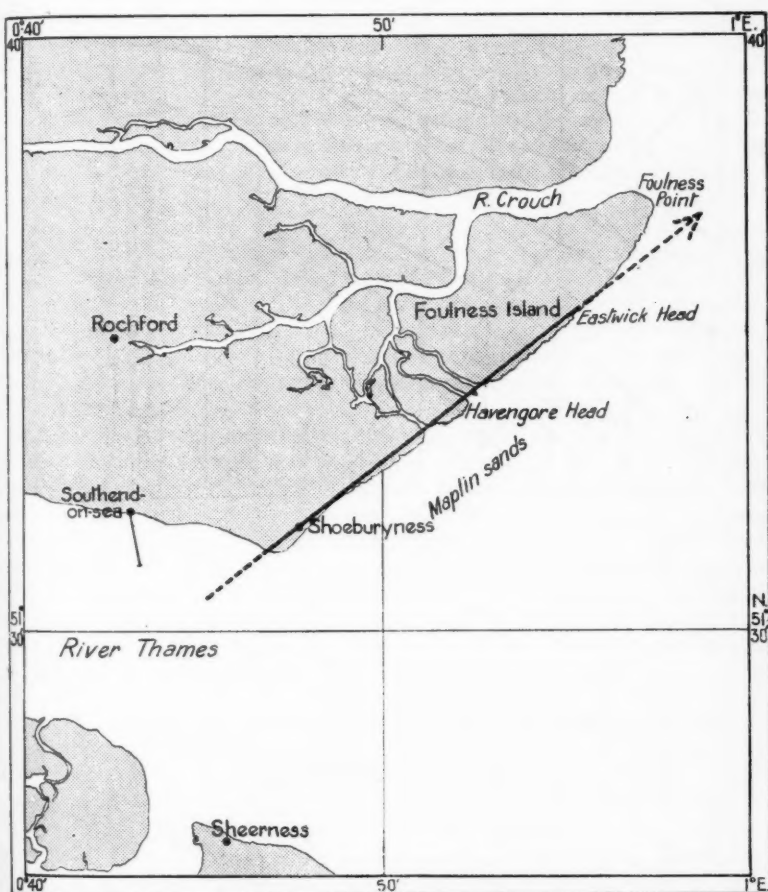 0°40'
50'
1°E.
40'
40'
Foulness
Point
R. Crouch
Foulness Island
Rochford
Eastwick Head
Havengore Head
Maplin sands
Southend-
on-sea
Shoeburyness
N.
51°
30'
51°
30'
River Thames
Sheerness
0°40'
50'
1°E